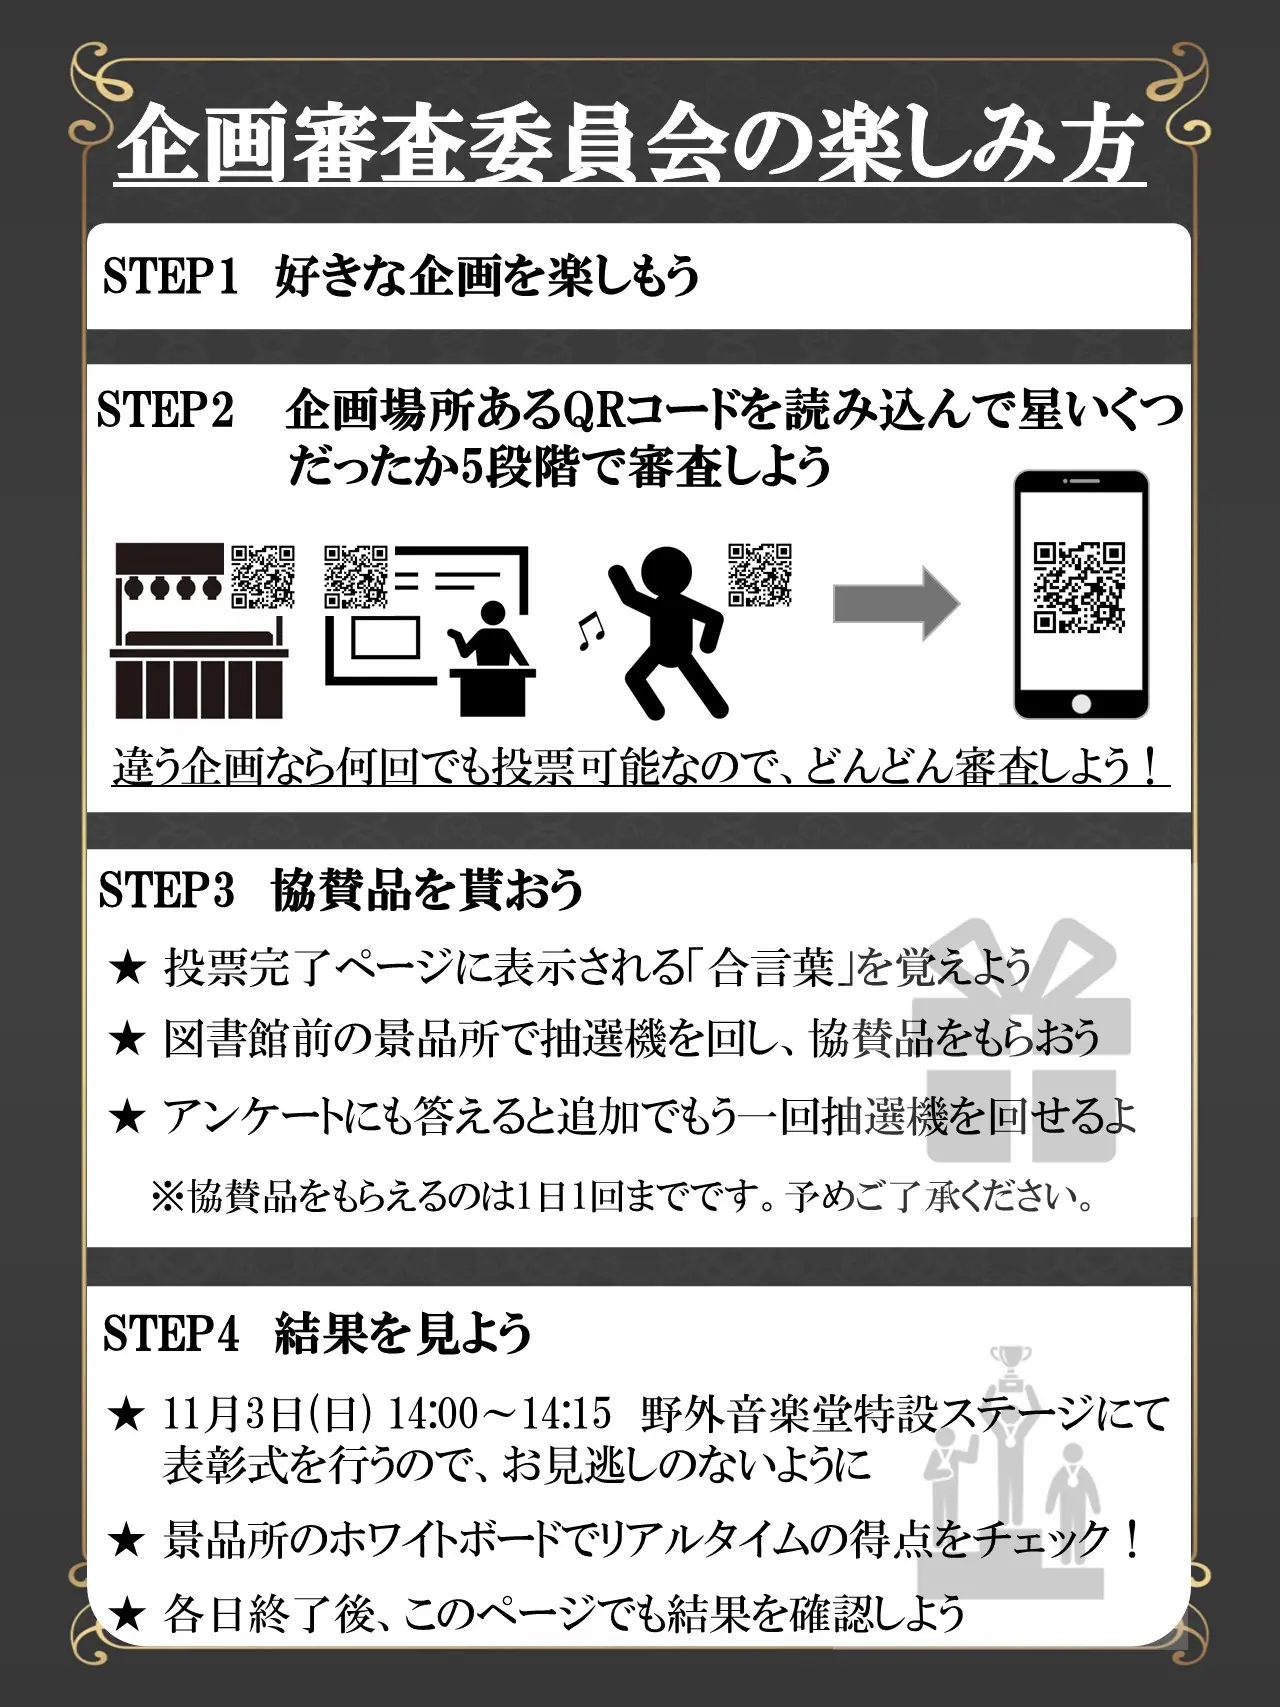 企画審査委員会の楽しみ方
STEP1 好きな企画を楽しもう
STEP2 企画場所あるQRコードを読み込んで星いくつ
だったか5段階で審査しよう
違う企画なら何回でも投票可能なので、どんどん審査しよう！
STEP3 協賛品を貰おう
★ 投票完了ページに表示される「合言葉」を覚えよう
★ 図書館前の景品所で抽選機を回し、協賛品をもらおう
★ アンケートにも答えると追加でもう一回抽選機を回せるよ
※協賛品をもらえるのは1日1回までです。予めご了承ください。
STEP4 結果を見よう
★ 11月3日(日) 14:00～14:15 野外音楽堂特設ステージにて
表彰式を行うので、お見逃しのないように
★ 景品所のホワイトボードでリアルタイムの得点をチェック！
★ 各日終了後、このページでも結果を確認しよう